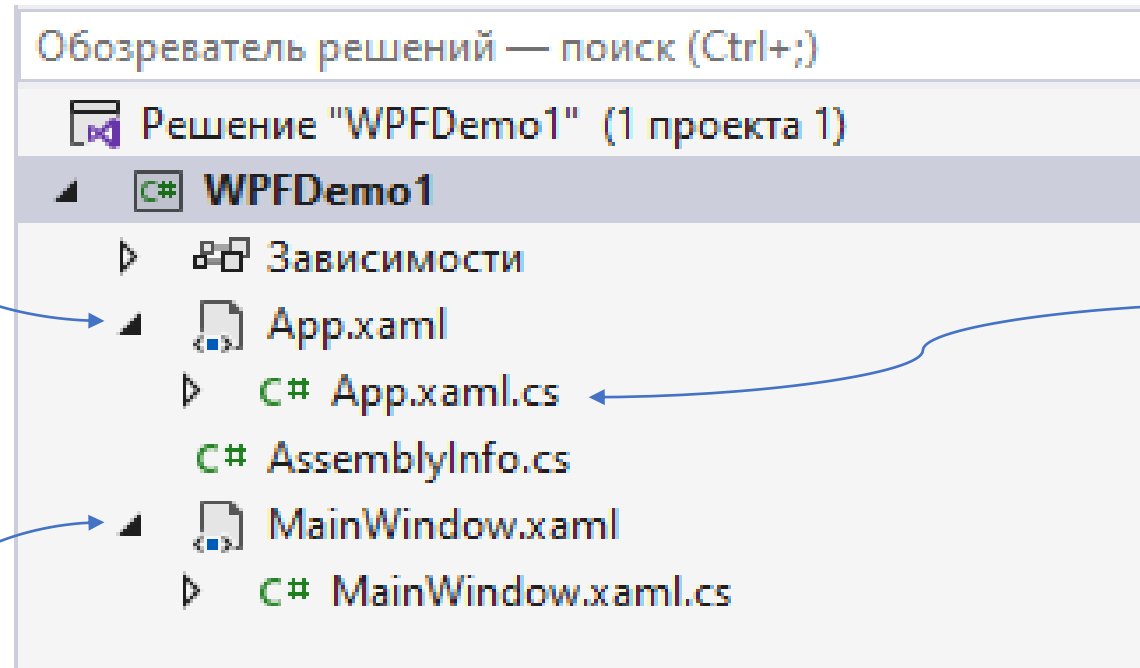 Обозреватель решений — поиск (Ctrl+;)
Решение "WPFDemo1" (1 проекта 1)
C# WPFDemo1
Зависимости
App.xaml
C# App.xaml.cs
C# AssemblyInfo.cs
MainWindow.xaml
C# MainWindow.xaml.cs